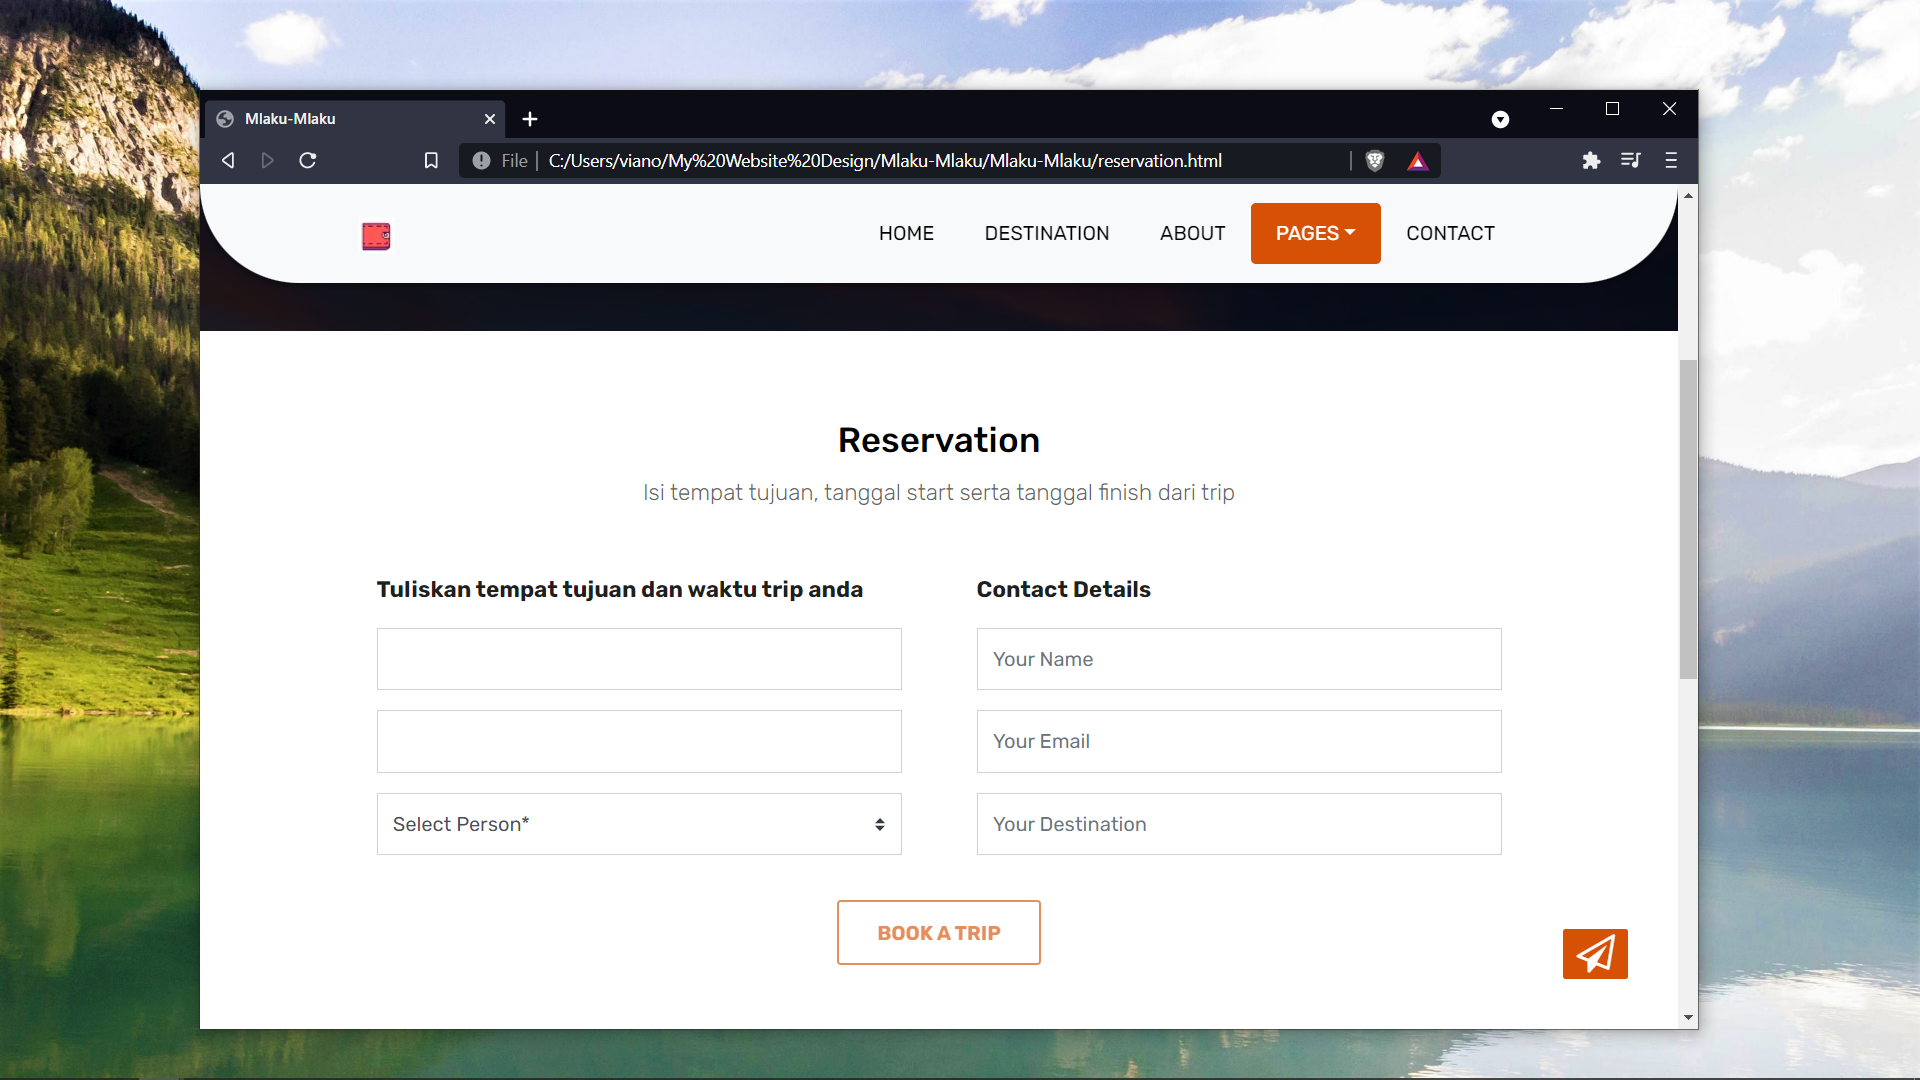 Mlaku-Mlaku
File C:/Users/viano/My%20Website%20Design/Mlaku-Mlaku/Mlaku-Mlaku/reservation.html
HOME DESTINATION ABOUT PAGES CONTACT
Reservation
Isi tempat tujuan, tanggal start serta tanggal finish dari trip
Tuliskan tempat tujuan dan waktu trip anda
Select Person*
Contact Details
Your Name
Your Email
Your Destination
BOOK A TRIP